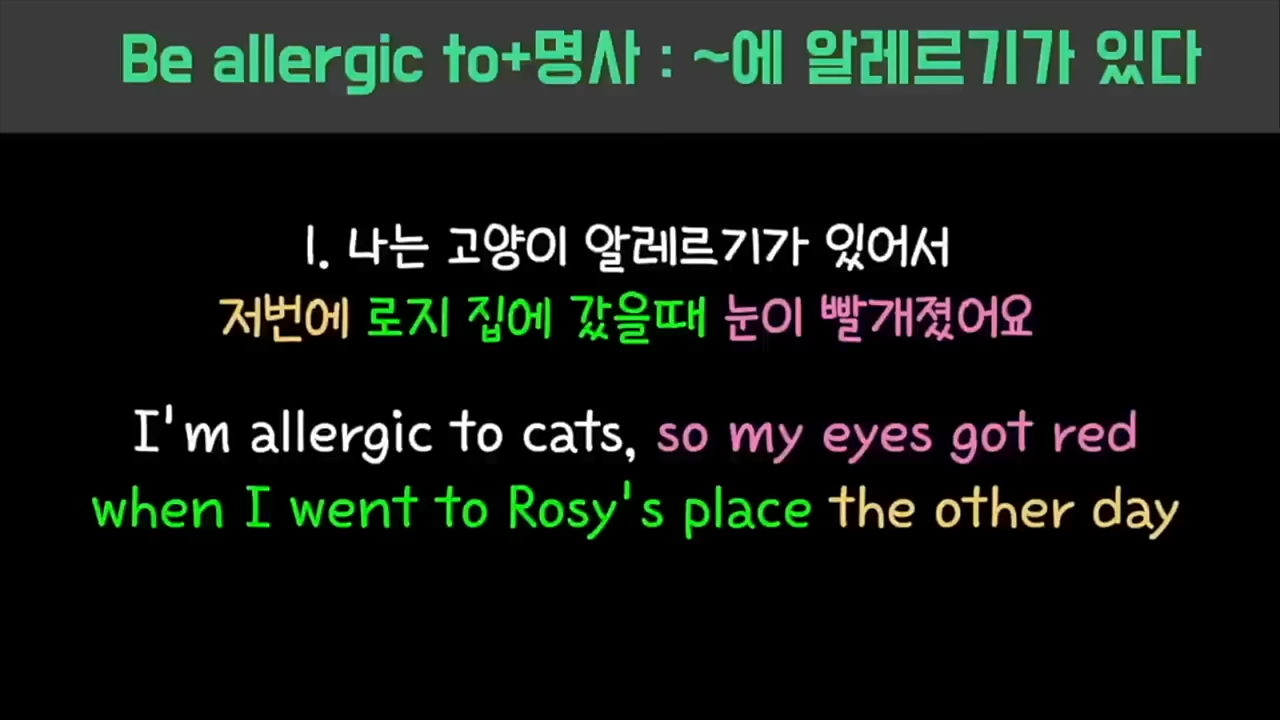 Be allergic to+명사 : ~에 알레르기가 있다
1. 나는 고양이 알레르기가 있어서
저번에 로지 집에 갔을때 눈이 빨개졌어요
I'm allergic to cats, so my eyes got red
when I went to Rosy's place the other day